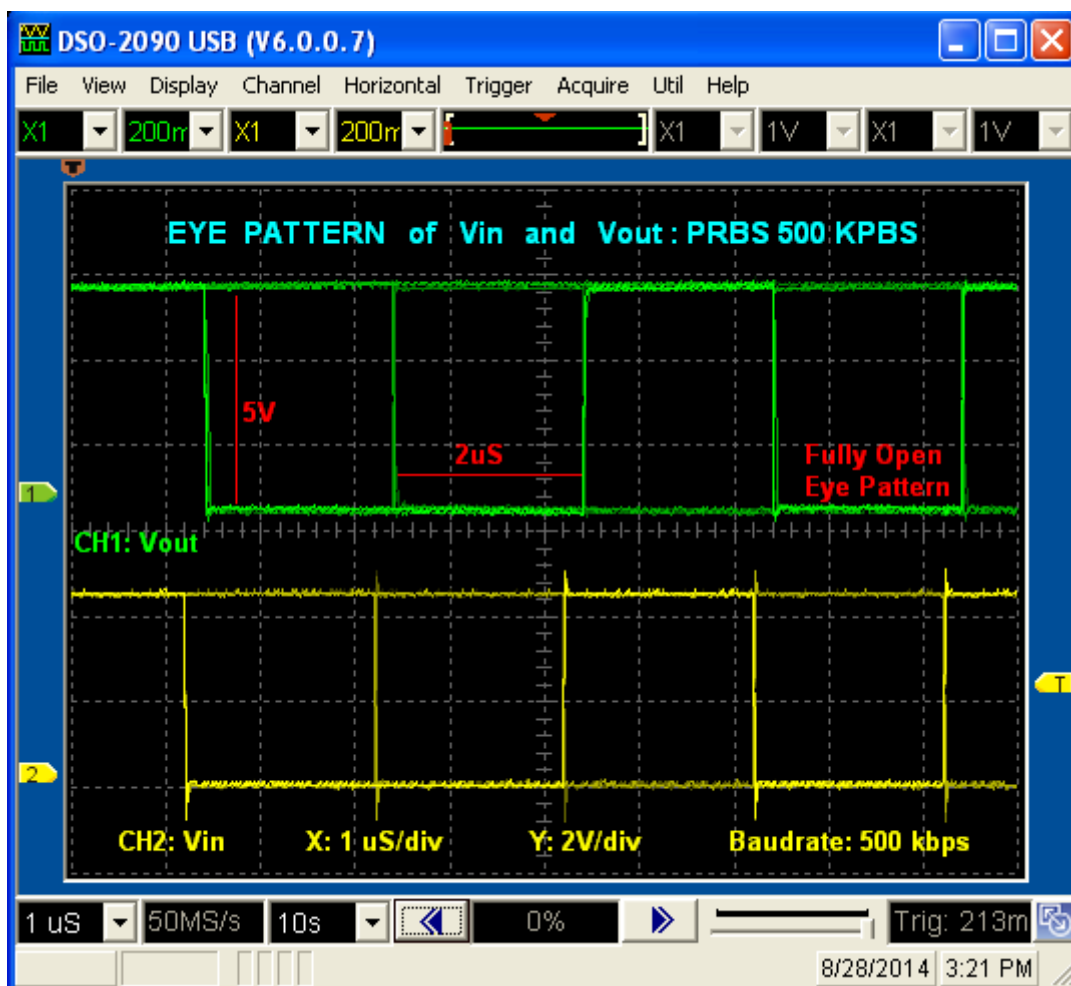 DSO-2090 USB (V6.0.0.7)
File View Display Channel Horizontal Trigger Acquire Util Help
X1 200m X1 200m X1 1V X1 1V
T
EYE PATTERN of Vin and Vout : PRBS 500 KPBS
5V
2uS
Fully Open
Eye Pattern
1
CH1: Vout
T
2
CH2: Vin X: 1 uS/div Y: 2V/div Baudrate: 500 kbps
1 uS 50MS/s 10s 0% Trig: 213m
8/28/2014 3:21 PM